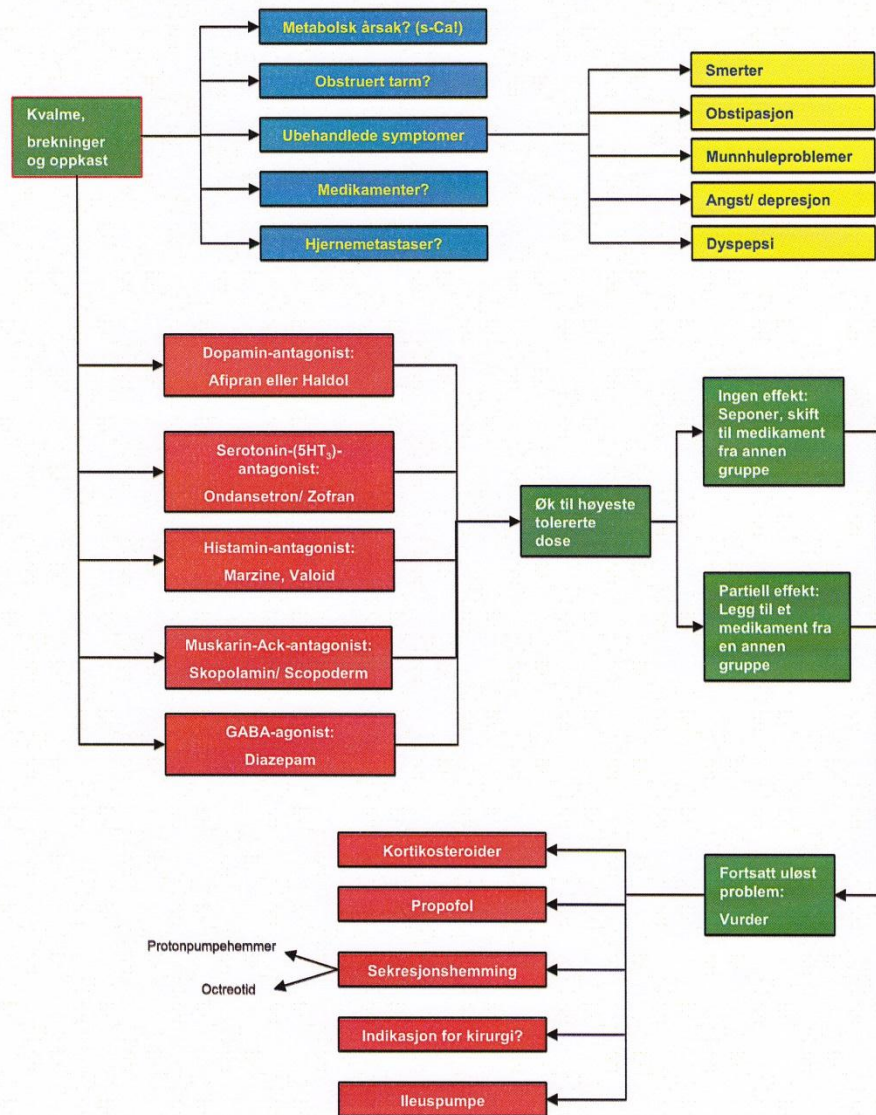 Metabolsk årsak? (s-Ca!)
Obstruert tarm?
Kvalme,
brekninger
og oppkast
Ubehandlede symptomer
Medikamenter?
Hjernemetastaser?
Smerter
Obstipasjon
Munnhuleproblemer
Angst/ depresjon
Dyspepsi
Dopamin-antagonist:
Afipran eller Haldol
Serotonin-(5HT₃)-
antagonist:
Ondansetron/ Zofran
Histamin-antagonist:
Marzine, Valoid
Muskarin-Ack-antagonist:
Skopolamin/ Scopoderm
GABA-agonist:
Diazepam
Øk til høyeste
tolererte
dose
Ingen effekt:
Seponer, skift
til medikament
fra annen
gruppe
Partiell effekt:
Legg til et
medikament fra
en annen
gruppe
Fortsatt uløst
problem:
Vurder
Kortikosteroider
Propofol
Sekresjonshemming
Protonpumpehemmer
Octreotid
Indikasjon for kirurgi?
Ileuspumpe